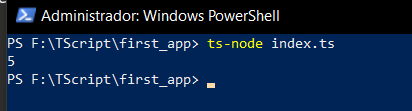 Administrador: Windows PowerShell
PS F:\TScript\first_app> ts-node index.ts
5
PS F:\TScript\first_app>